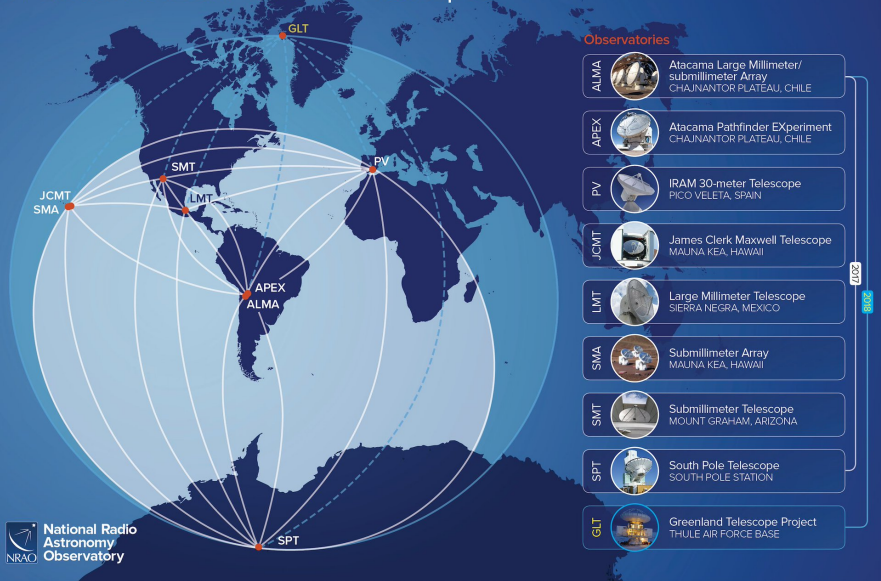 GLT
SMT
PV
JCMT
SMA
LMT
APEX
ALMA
SPT
NRAO
National Radio
Astronomy
Observatory
Observatories
ALMA
Atacama Large Millimeter/
submillimeter Array
CHAJNANTOR PLATEAU, CHILE
APEX
Atacama Pathfinder EXperiment
CHAJNANTOR PLATEAU, CHILE
PV
IRAM 30-meter Telescope
PICO VELETA, SPAIN
JCMT
James Clerk Maxwell Telescope
MAUNA KEA, HAWAII
LMT
Large Millimeter Telescope
SIERRA NEGRA, MEXICO
SMA
Submillimeter Array
MAUNA KEA, HAWAII
SMT
Submillimeter Telescope
MOUNT GRAHAM, ARIZONA
SPT
South Pole Telescope
SOUTH POLE STATION
GLT
Greenland Telescope Project
THULE AIR FORCE BASE
2017
2018